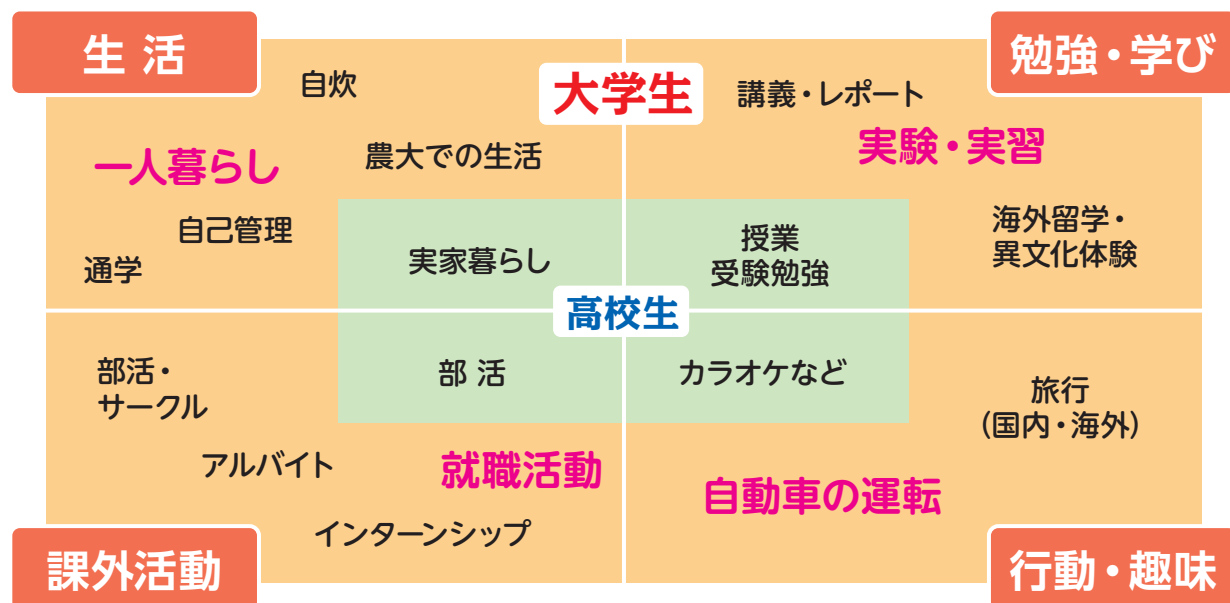 生 活
自炊
農大での生活
一人暮らし
自己管理
通学
大学生
勉強・学び
講義・レポート
実験・実習
海外留学・
異文化体験
実家暮らし
授業
受験勉強
高校生
部 活
カラオケなど
部活・
サークル
アルバイト
就職活動
インターンシップ
課外活動
旅行
(国内・海外)
自動車の運転
行動・趣味